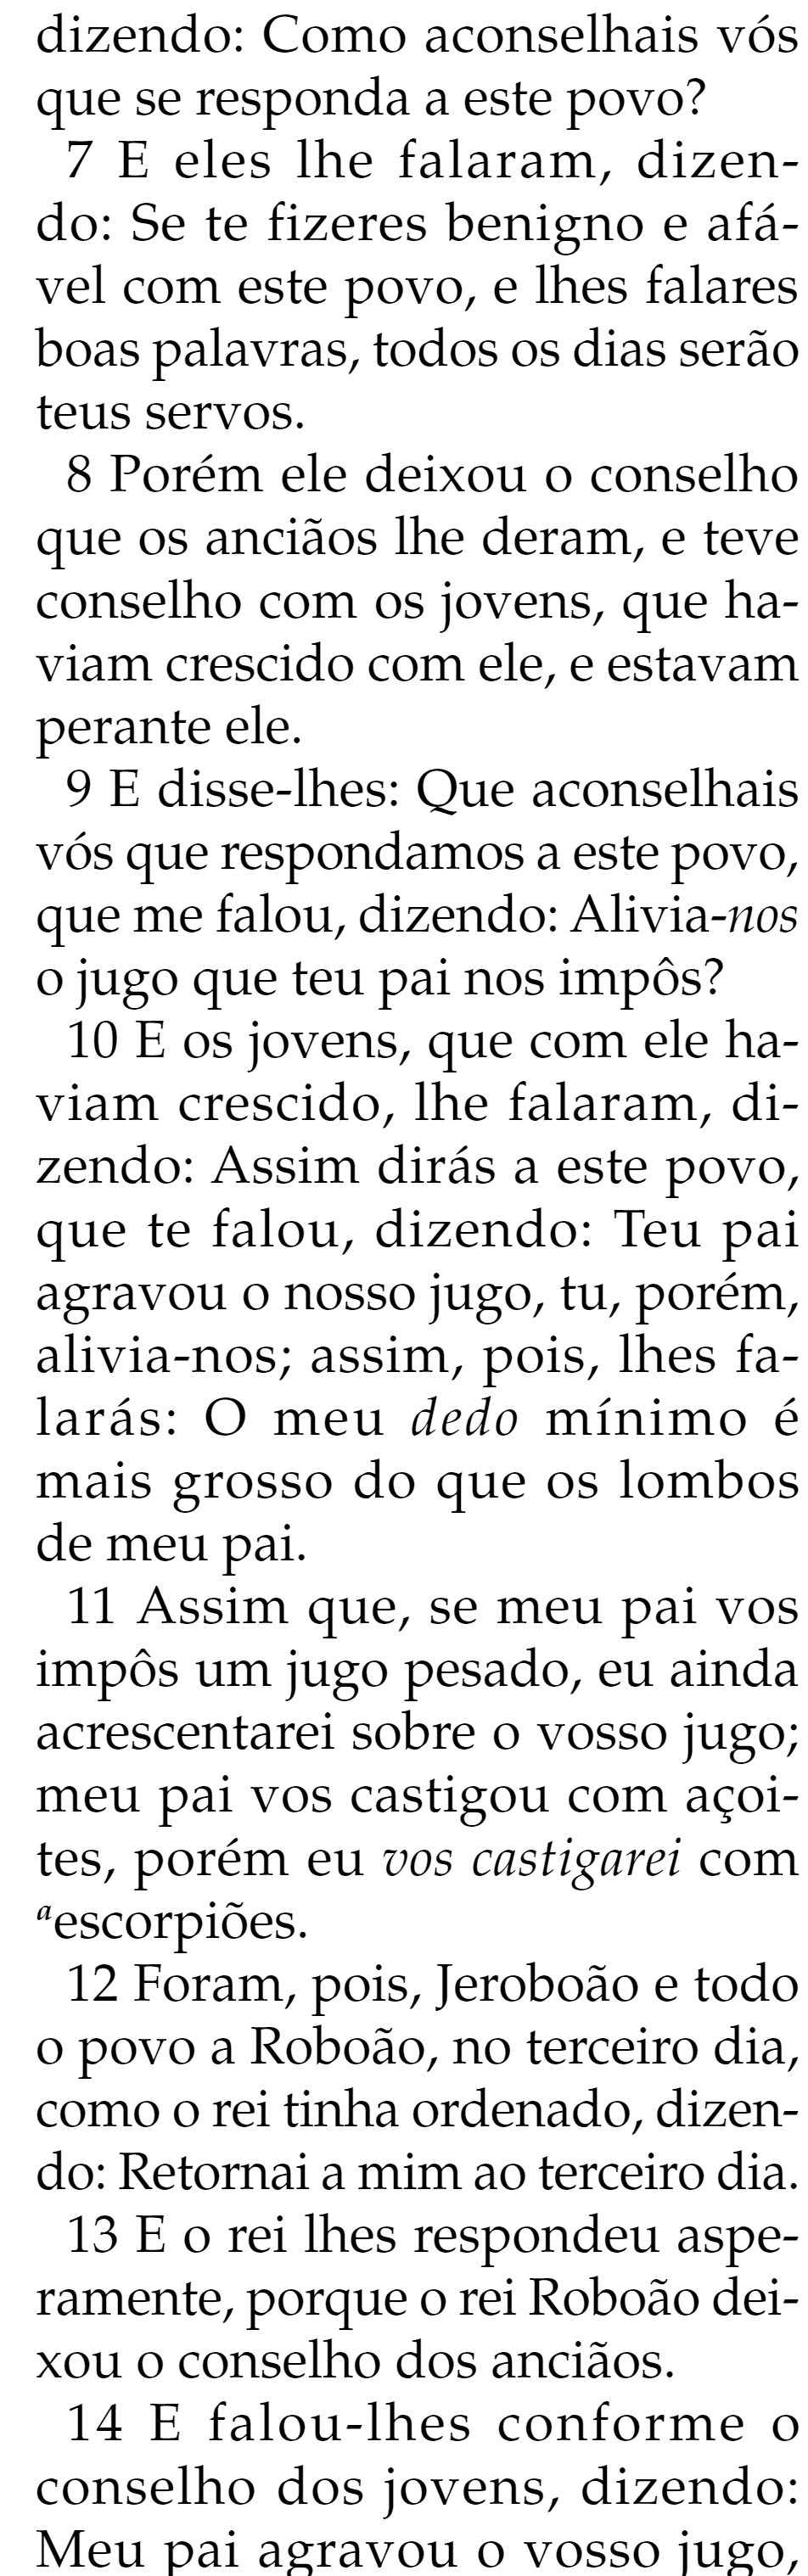 dizendo: Como aconselhais vós
que se responda a este povo?
7 E eles lhe falaram, dizen-
do: Se te fizeres benigno e afá-
vel com este povo, e lhes falares
boas palavras, todos os dias serão
teus servos.
8 Porém ele deixou o conselho
que os anciãos lhe deram, e teve
conselho com os jovens, que ha-
viam crescido com ele, e estavam
perante ele.
9 E disse-lhes: Que aconselhais
vós que respondamos a este povo,
que me falou, dizendo: Alivia-nos
o jugo que teu pai nos impôs?
10 E os jovens, que com ele ha-
viam crescido, lhe falaram, di-
zendo: Assim dirás a este povo,
que te falou, dizendo: Teu pai
agravou o nosso jugo, tu, porém,
alivia-nos; assim, pois, lhes fa-
larás: O meu dedo mínimo é
mais grosso do que os lombos
de meu pai.
11 Assim que, se meu pai vos
impôs um jugo pesado, eu ainda
acrescentarei sobre o vosso jugo;
meu pai vos castigou com açoi-
tes, porém eu vos castigarei com
ᵃescorpiões.
12 Foram, pois, Jeroboão e todo
o povo a Roboão, no terceiro dia,
como o rei tinha ordenado, dizen-
do: Retornai a mim ao terceiro dia.
13 E o rei lhes respondeu aspe-
ramente, porque o rei Roboão dei-
xou o conselho dos anciãos.
14 E falou-lhes conforme o
conselho dos jovens, dizendo:
Meu pai agravou o vosso jugo,